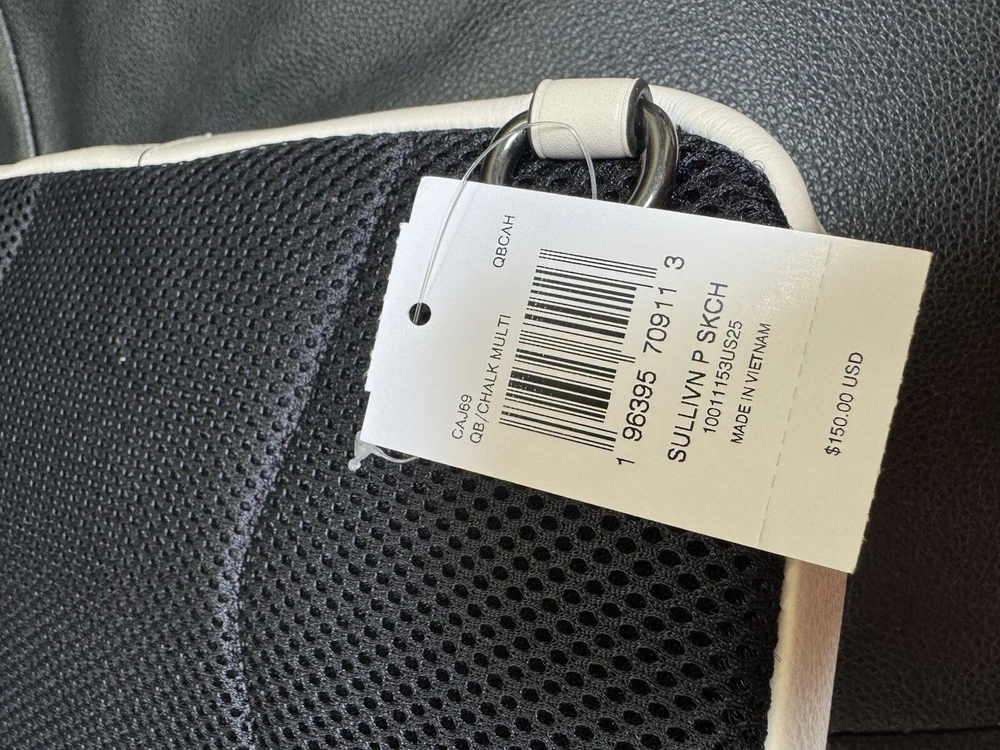 CAJ69
QBCAH
QB/CHALK MULTI
1 96395 70911 3
SULLIVN P SKCH
10011153US25
MADE IN VIETNAM
$150.00 USD